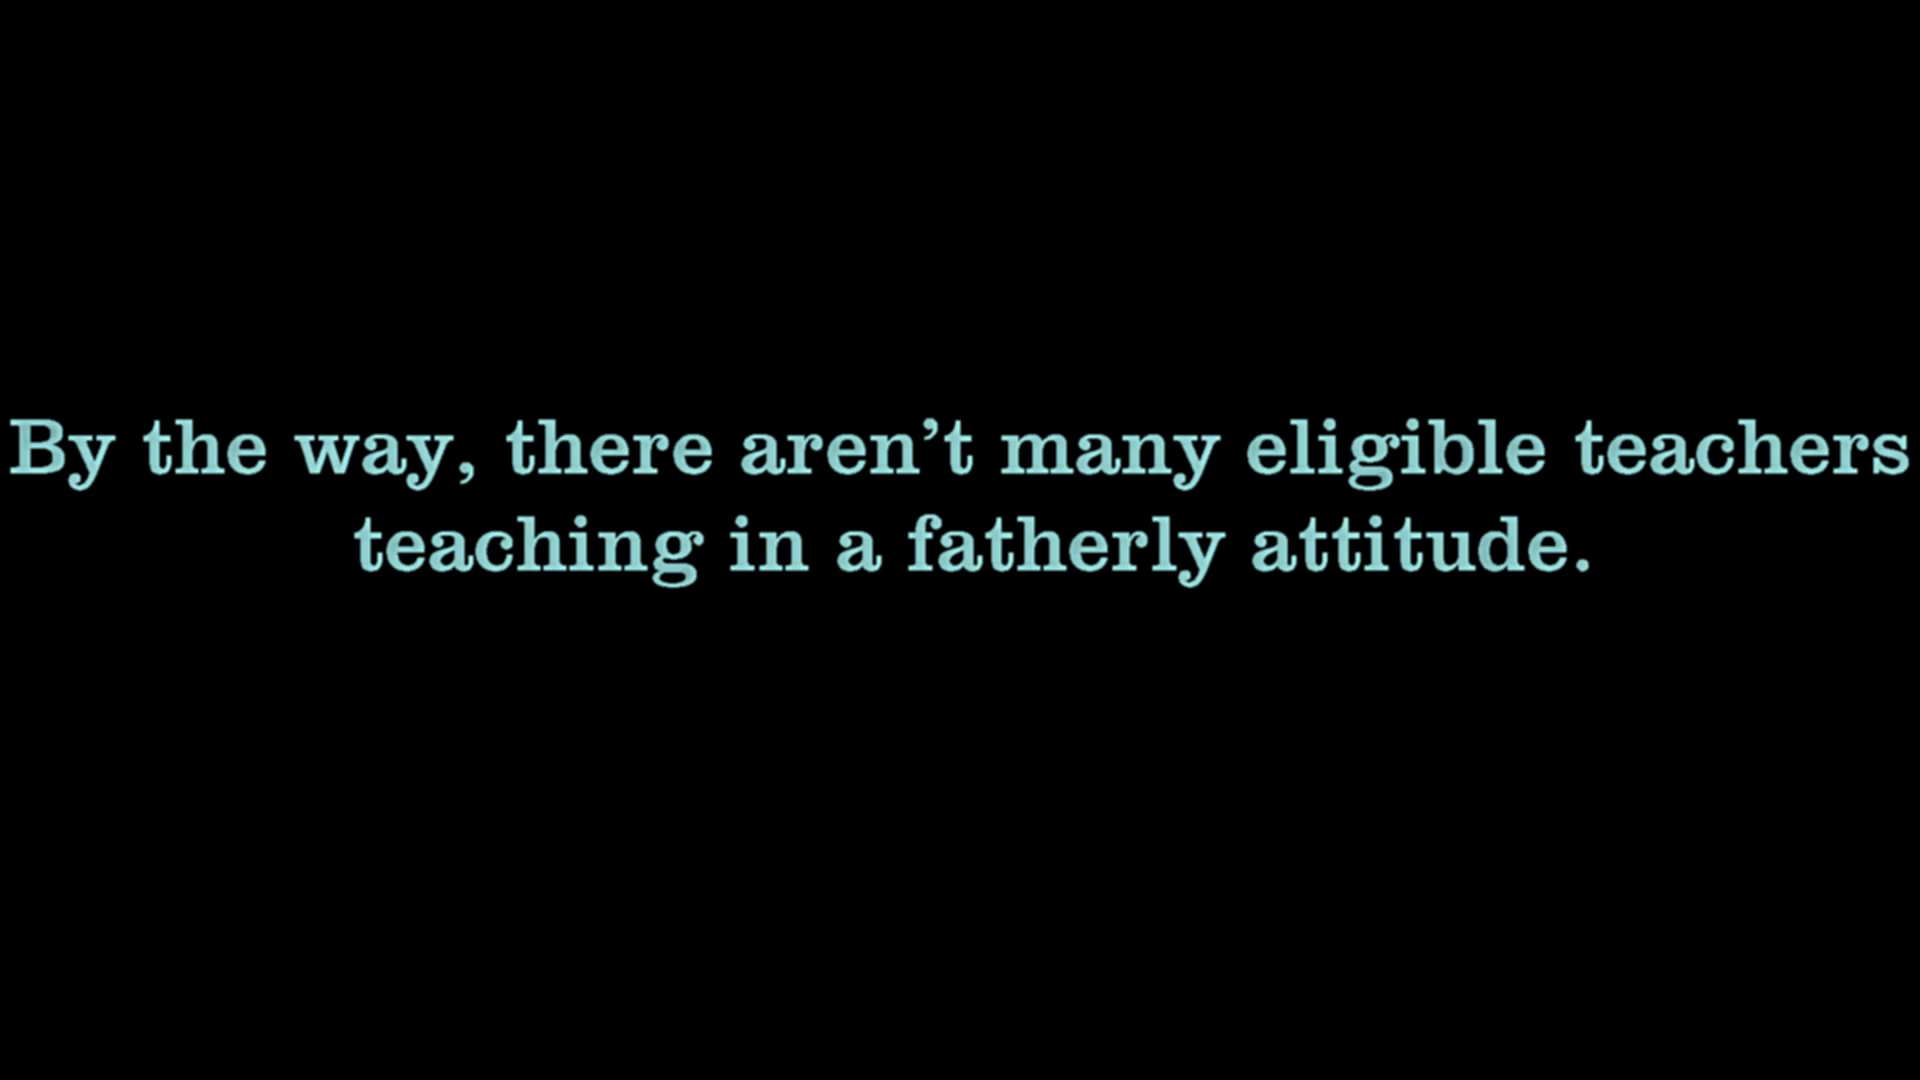 By the way, there aren’t many eligible teachers
teaching in a fatherly attitude.